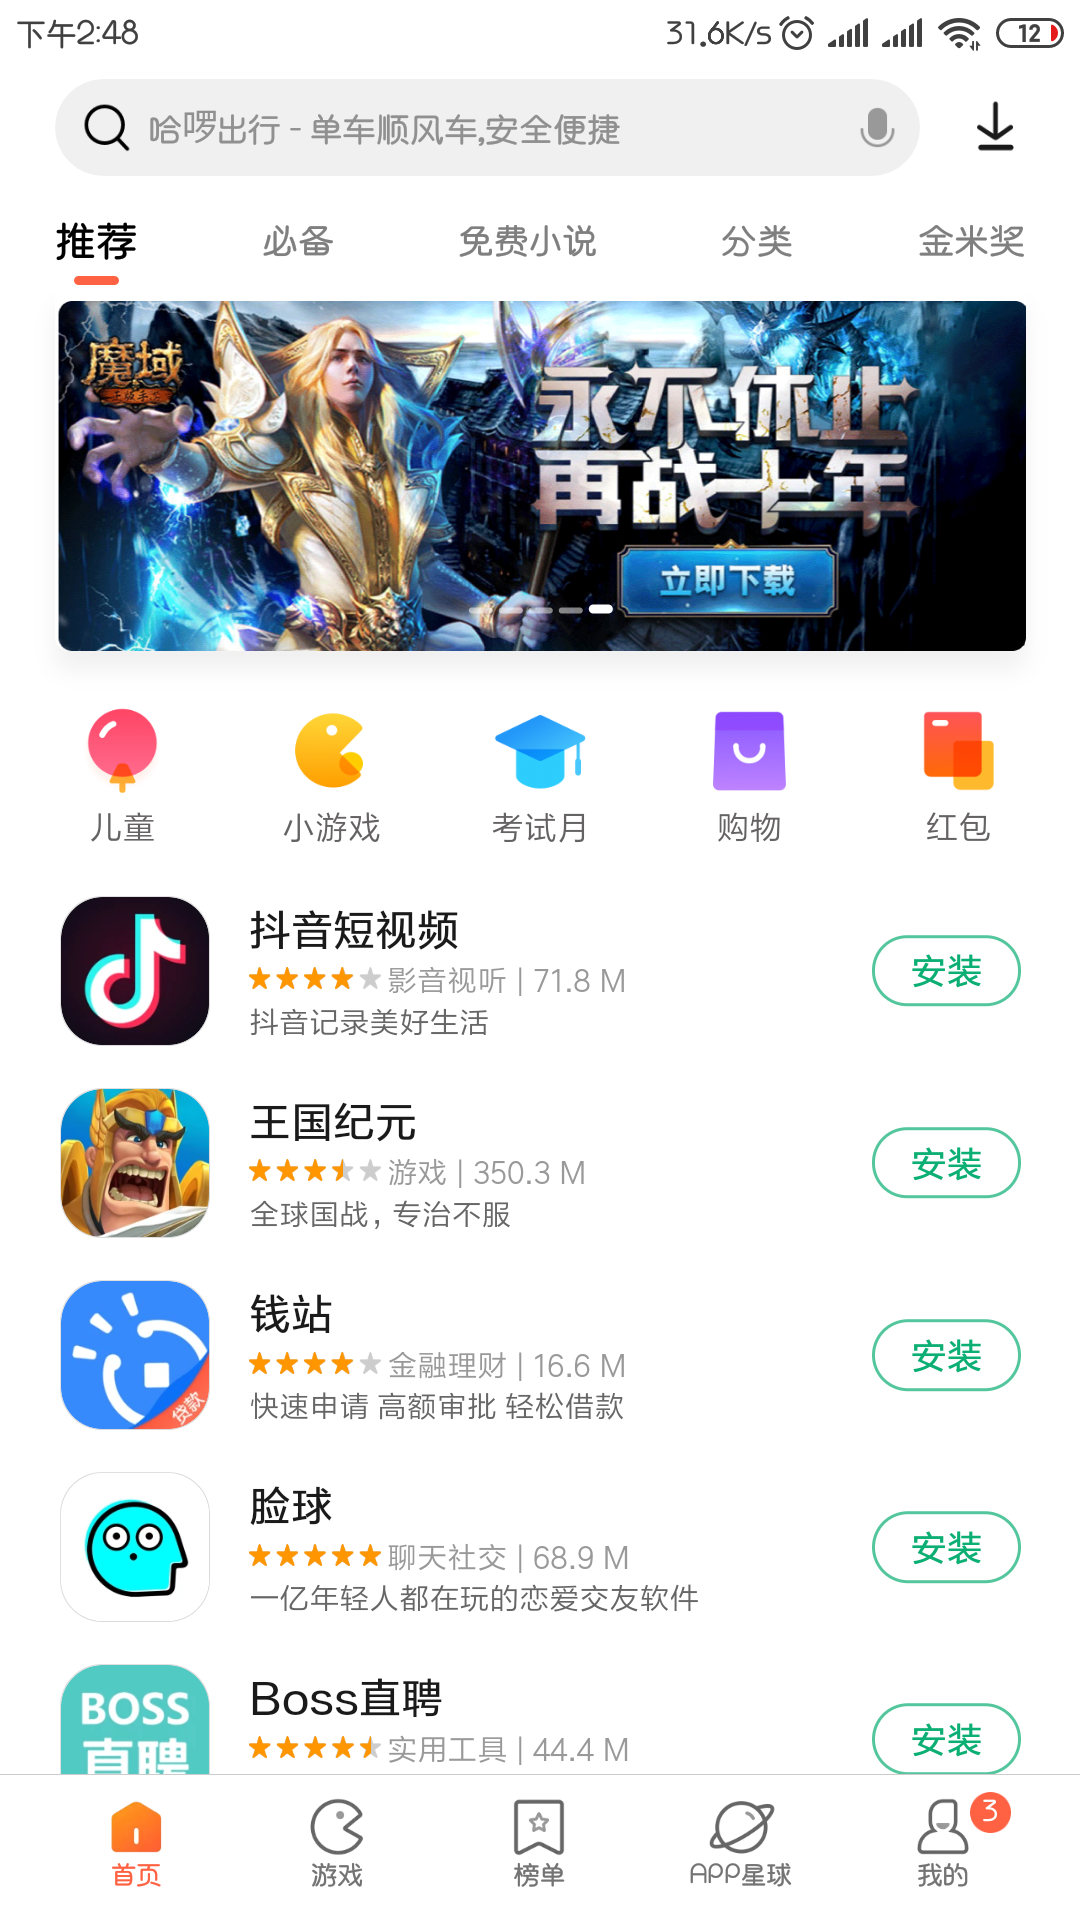 下午2:48
31.6K/s
12
哈啰出行 - 单车顺风车,安全便捷
推荐 必备 免费小说 分类 金米奖
魔域
永不休止
再战十年
立即下载
儿童 小游戏 考试月 购物 红包
抖音短视频
影音视听 | 71.8 M
抖音记录美好生活
安装
王国纪元
游戏 | 350.3 M
全球国战，专治不服
安装
贷款
钱站
金融理财 | 16.6 M
快速申请 高额审批 轻松借款
安装
脸球
聊天社交 | 68.9 M
一亿年轻人都在玩的恋爱交友软件
安装
BOSS
直聘
Boss直聘
实用工具 | 44.4 M
安装
3
首页 游戏 榜单 APP星球 我的